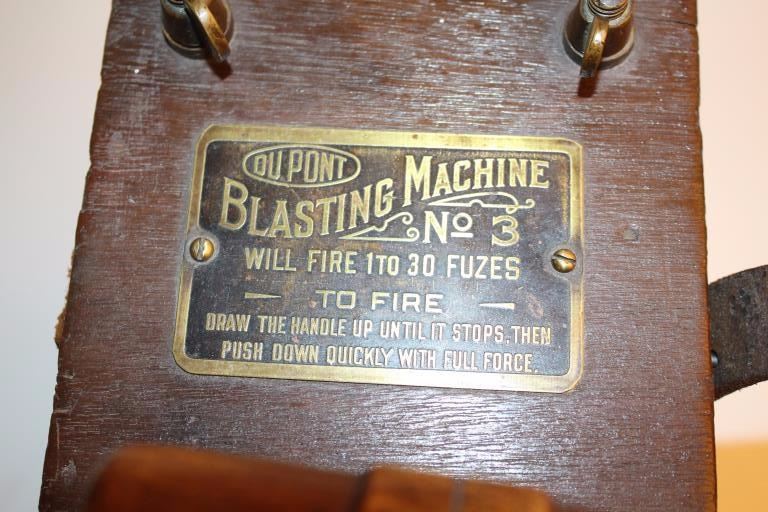 DU PONT
BLASTING MACHINE
No 3
WILL FIRE 1 TO 30 FUZES
TO FIRE
DRAW THE HANDLE UP UNTIL IT STOPS, THEN
PUSH DOWN QUICKLY WITH FULL FORCE.